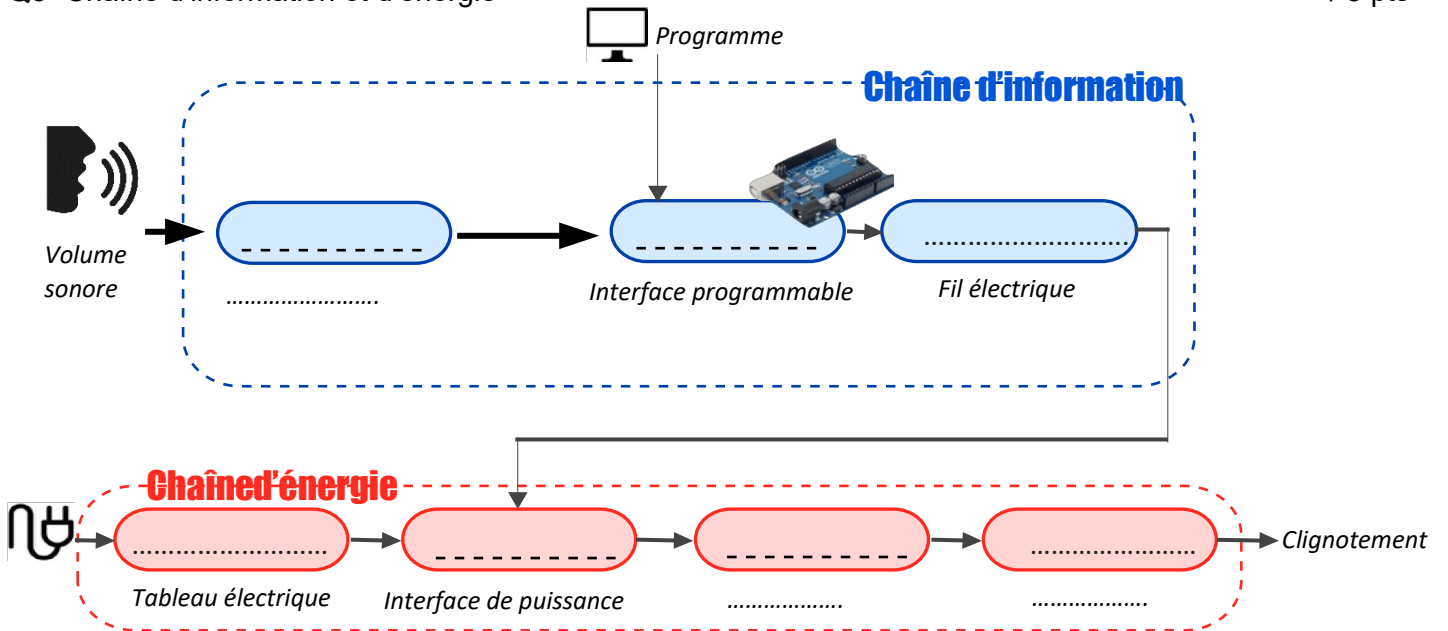 Programme
Chaîne d'information
Volume
sonore
_ _ _ _ _ _ _ _ _ _
…………………….
_ _ _ _ _ _ _ _ _ _
Interface programmable
…………………………….
Fil électrique
Chaîned'énergie
…………………………
Tableau électrique
_ _ _ _ _ _ _ _ _ _
Interface de puissance
_ _ _ _ _ _ _ _ _ _
……………….
…………………….
……………….
Clignotement